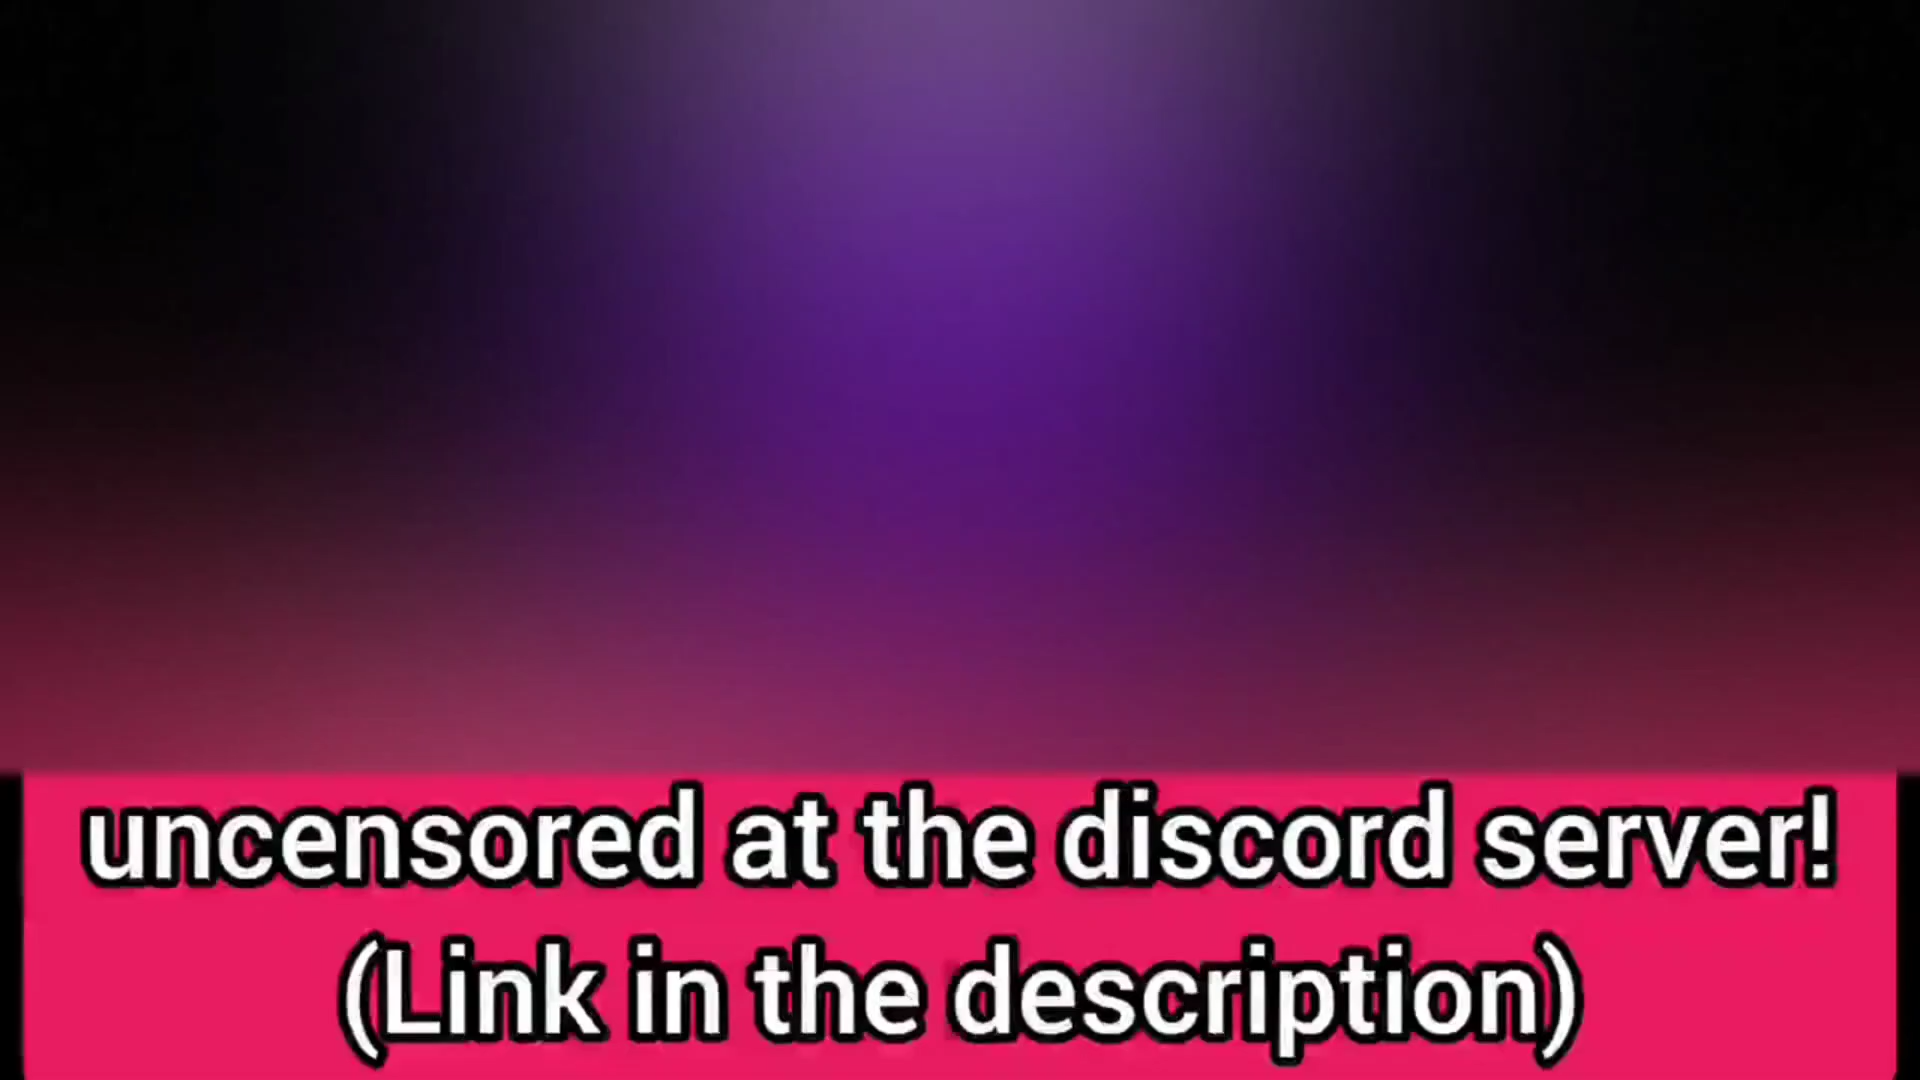 uncensored at the discord server!
(Link in the description)